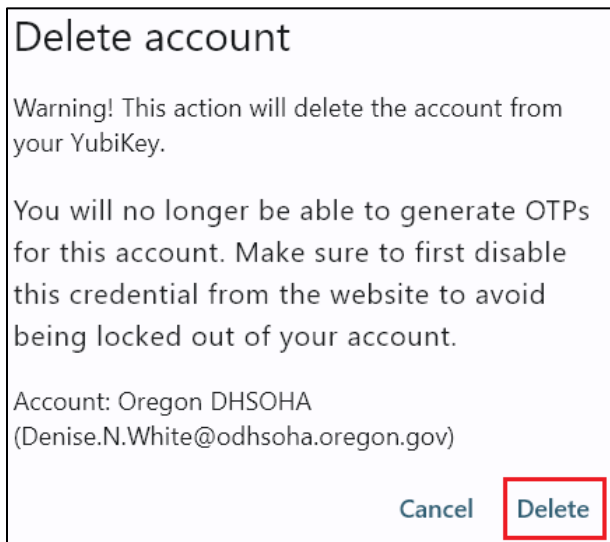 Delete account
Warning! This action will delete the account from
your YubiKey.
You will no longer be able to generate OTPs
for this account. Make sure to first disable
this credential from the website to avoid
being locked out of your account.
Account: Oregon DHSOHA
(Denise.N.White@odhsoha.oregon.gov)
Cancel Delete